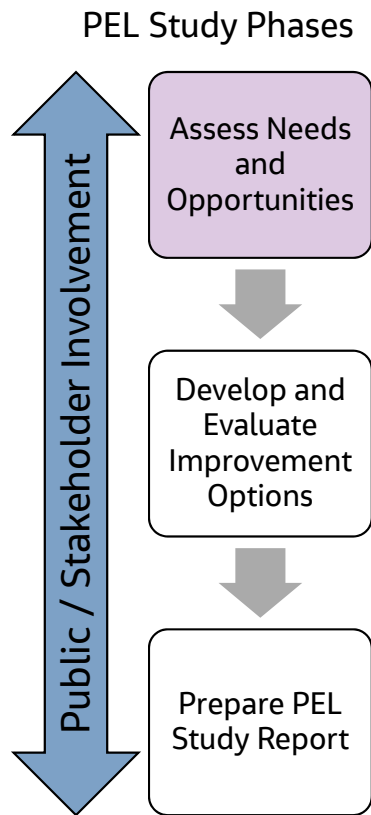 PEL Study Phases
Public / Stakeholder Involvement
Assess Needs
and
Opportunities
Develop and
Evaluate
Improvement
Options
Prepare PEL
Study Report